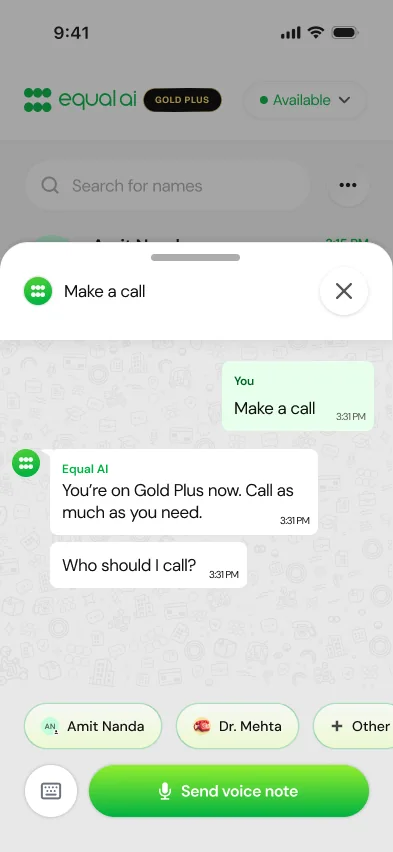 9:41
equal ai
GOLD PLUS
Available
Search for names
Make a call
You
Make a call
3:31 PM
Equal AI
You’re on Gold Plus now. Call as
much as you need.
3:31 PM
Who should I call?
3:31 PM
AN
Amit Nanda
Dr. Mehta
+ Other
Send voice note